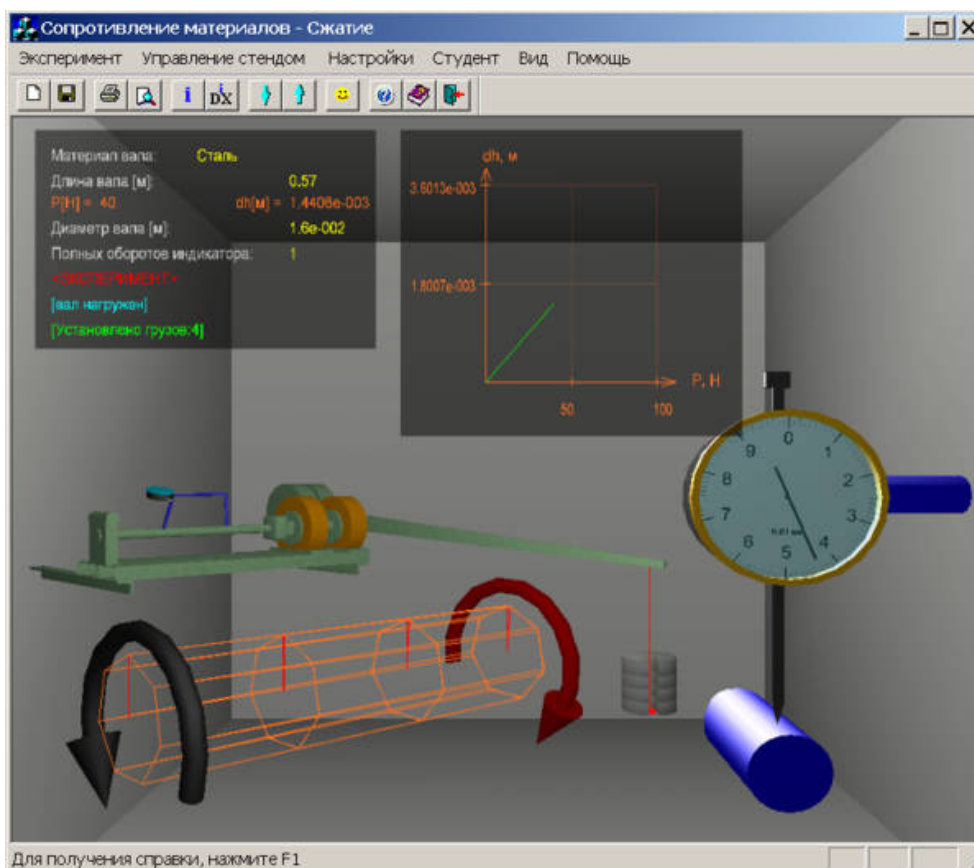 Сопротивление материалов - Сжатие
Эксперимент Управление стендом Настройки Студент Вид Помощь
i DX
Материал вала: Сталь
Длина вала [м]: 0.57
P[H] = 40 dh[м] = 1.4406e-003
Диаметр вала [м]: 1.6e-002
Полных оборотов индикатора: 1
<ЭКСПЕРИМЕНТ>
[вал нагружен]
[Установлено грузов:4]
dh, м
3.6013e-003
1.8007e-003
P, H
50 100
0
1
2
3
4
5
6
7
8
9
Для получения справки, нажмите F1